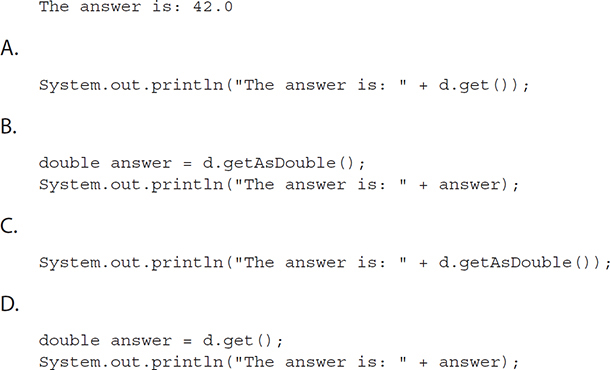 The answer is: 42.0
A.
System.out.println("The answer is: " + d.get());
B.
double answer = d.getAsDouble();
System.out.println("The answer is: " + answer);
C.
System.out.println("The answer is: " + d.getAsDouble());
D.
double answer = d.get();
System.out.println("The answer is: " + answer);